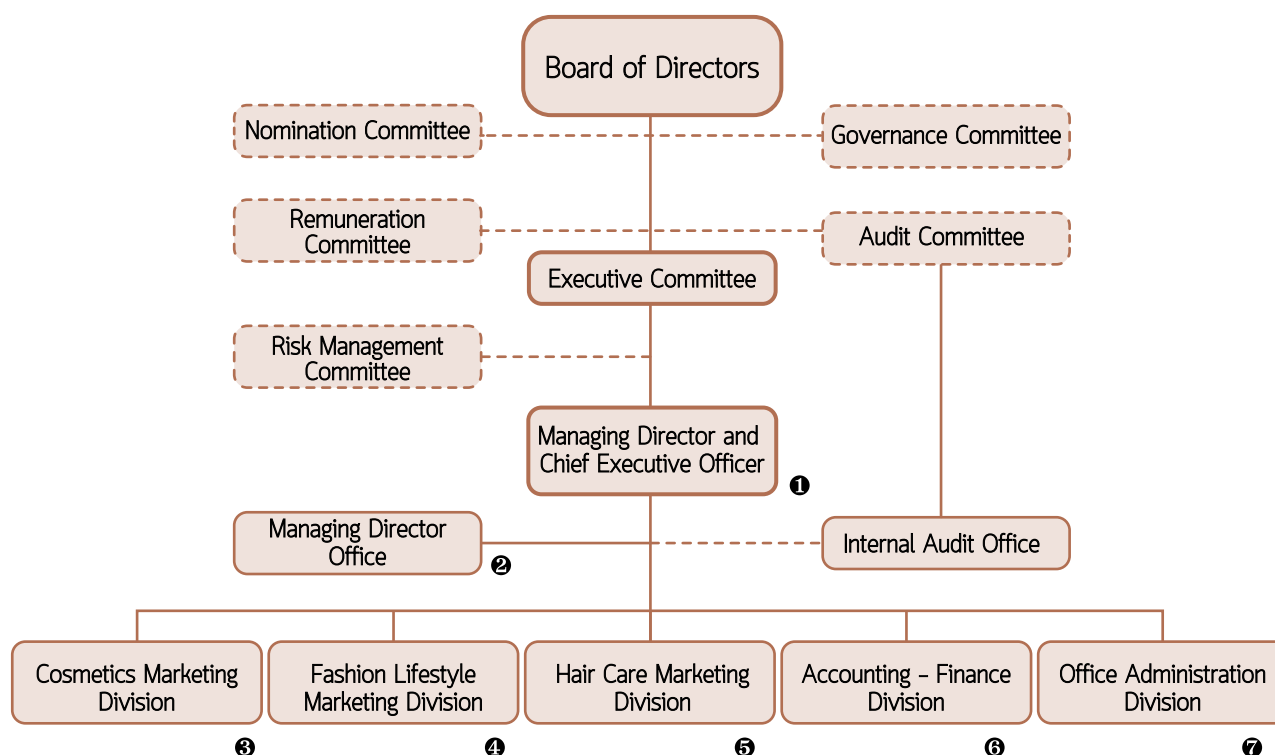 Board of Directors
Nomination Committee
Governance Committee
Remuneration
Committee
Audit Committee
Executive Committee
Risk Management
Committee
Managing Director and
Chief Executive Officer
❶
Managing Director
Office
❷
Internal Audit Office
Cosmetics Marketing
Division
❸
Fashion Lifestyle
Marketing Division
❹
Hair Care Marketing
Division
❺
Accounting - Finance
Division
❻
Office Administration
Division
❼